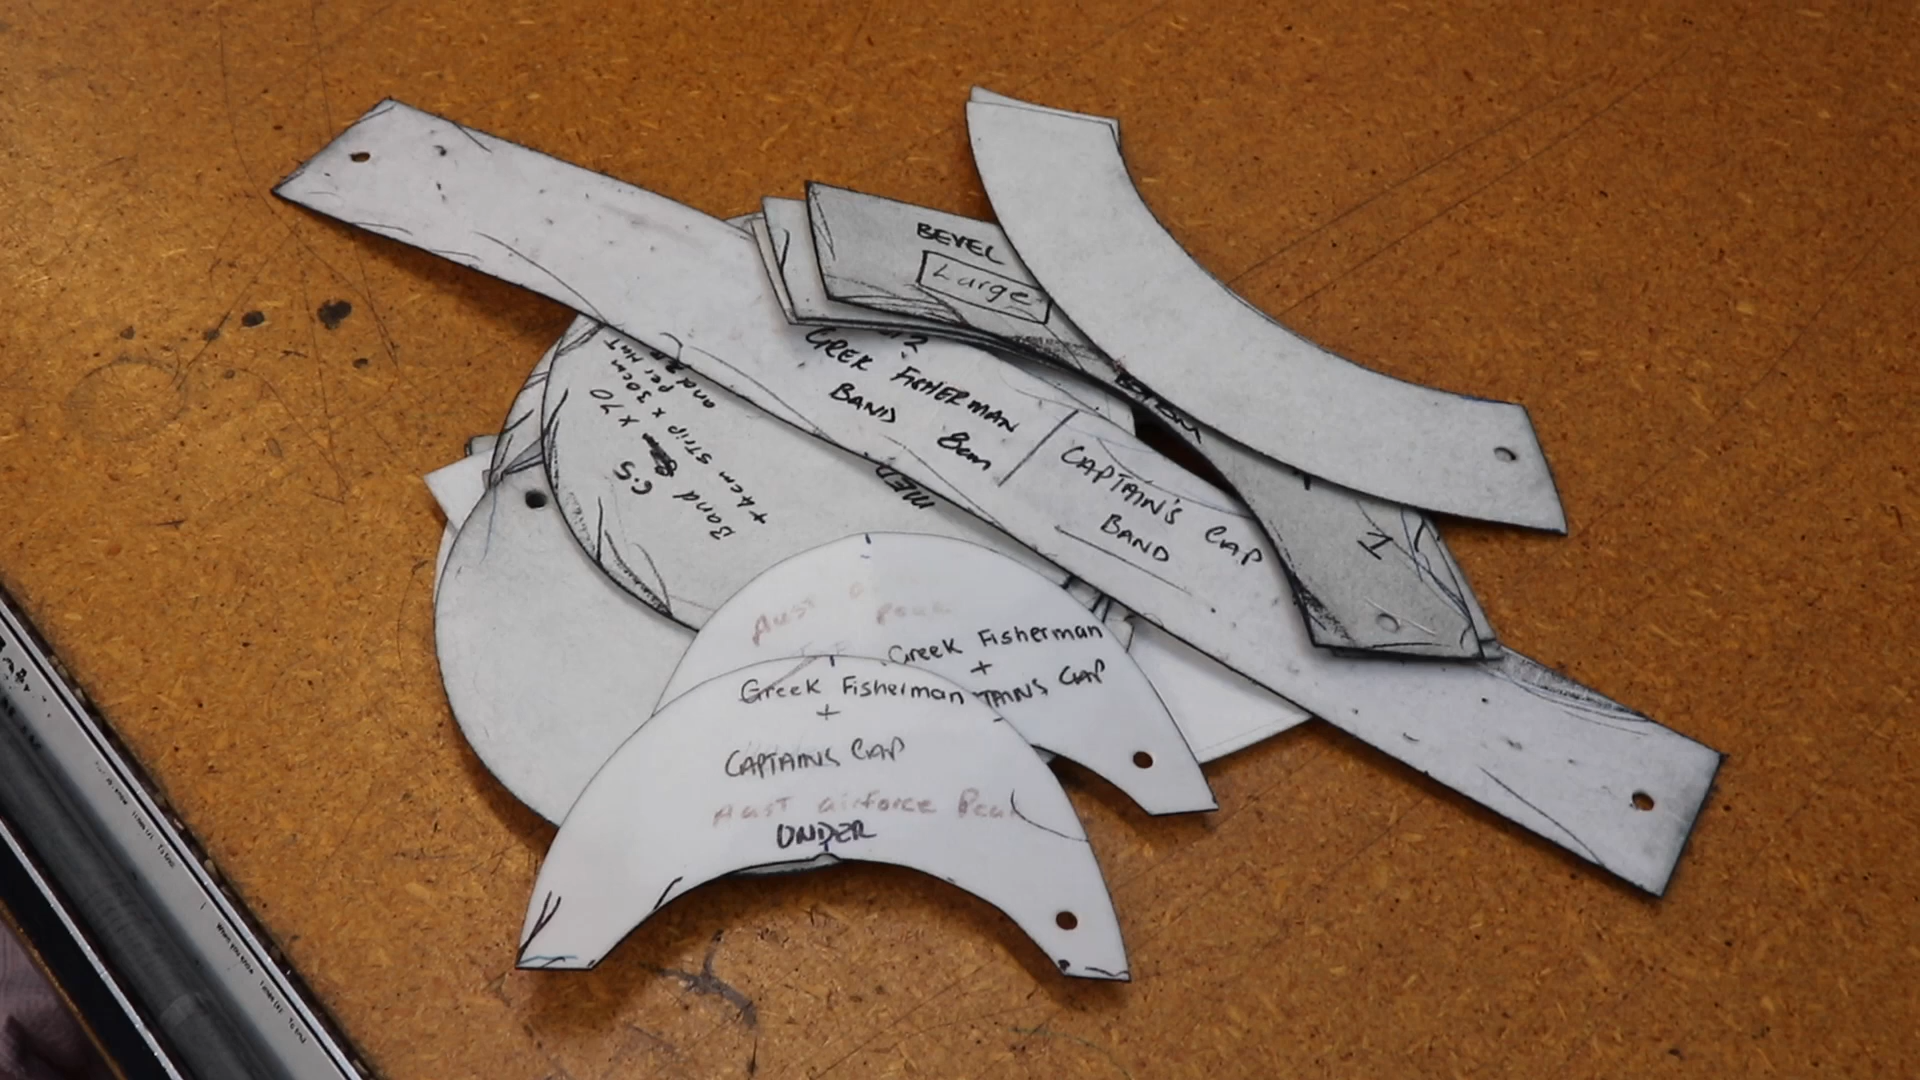 BEVEL
Large
GREEK FISHERMAN
BAND 8cm
CAPTAIN'S CAP
BAND
Band 6.5 x 70
+ 4cm STRIP x 30cm
per HAT
MED
I
Greek Fisherman
+
TAINS CAP
Greek Fisherman
+
CAPTAINS CAP
AUST airforce Peak
UNDER